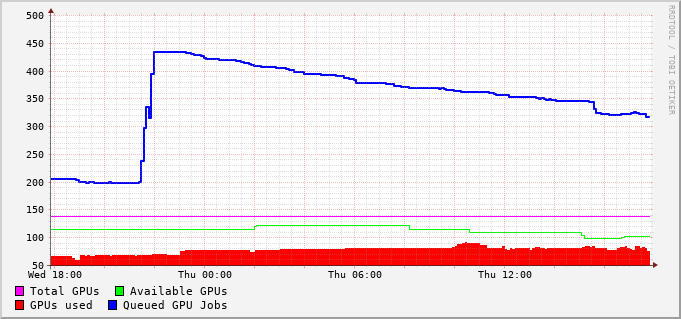 500
450
400
350
300
250
200
150
100
50
Wed 18:00 Thu 00:00 Thu 06:00 Thu 12:00
Total GPUs Available GPUs
GPUs used Queued GPU Jobs
RRDTOOL / TOBI OETIKER